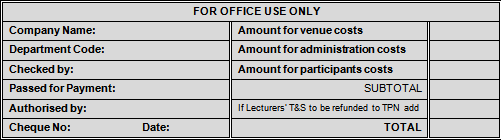 FOR OFFICE USE ONLY
Company Name: Amount for venue costs
Department Code: Amount for administration costs
Checked by: Amount for participants costs
Passed for Payment: SUBTOTAL
Authorised by: If Lecturers' T&S to be refunded to TPN add
Cheque No: Date: TOTAL